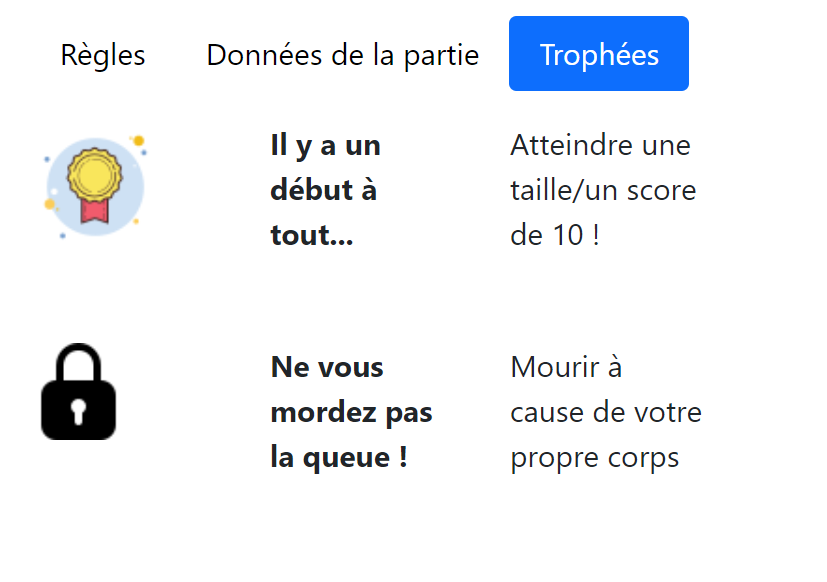 Règles Données de la partie Trophées
Il y a un
début à
tout...
Atteindre une
taille/un score
de 10 !
Ne vous
mordez pas
la queue !
Mourir à
cause de votre
propre corps